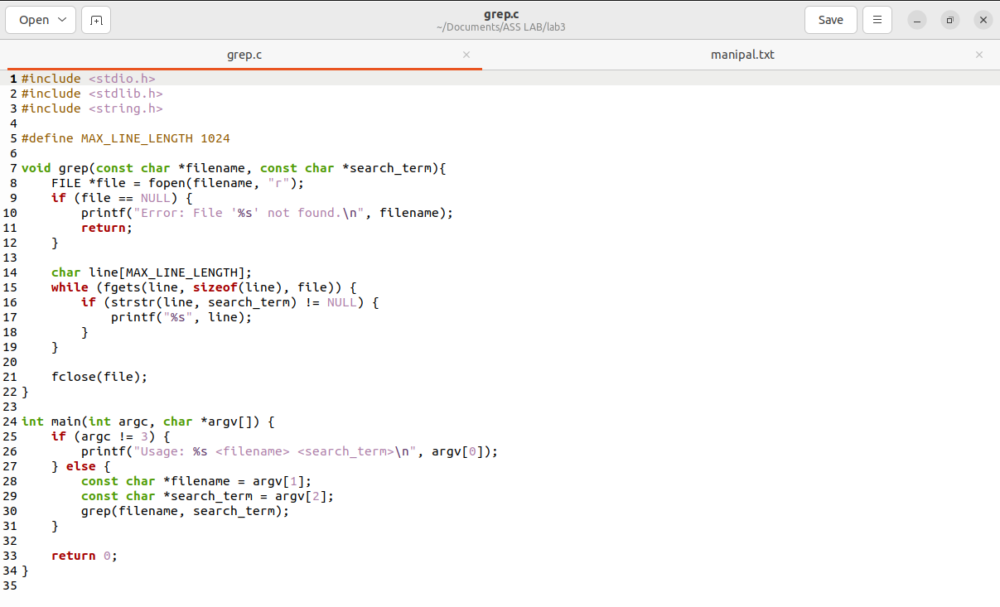 Open
grep.c
~/Documents/ASS LAB/lab3
Save
grep.c
manipal.txt
1 #include <stdio.h>
2 #include <stdlib.h>
3 #include <string.h>
4
5 #define MAX_LINE_LENGTH 1024
6
7 void grep(const char *filename, const char *search_term){
8     FILE *file = fopen(filename, "r");
9     if (file == NULL) {
10         printf("Error: File '%s' not found.\n", filename);
11         return;
12     }
13
14     char line[MAX_LINE_LENGTH];
15     while (fgets(line, sizeof(line), file)) {
16         if (strstr(line, search_term) != NULL) {
17             printf("%s", line);
18         }
19     }
20
21     fclose(file);
22 }
23
24 int main(int argc, char *argv[]) {
25     if (argc != 3) {
26         printf("Usage: %s <filename> <search_term>\n", argv[0]);
27     } else {
28         const char *filename = argv[1];
29         const char *search_term = argv[2];
30         grep(filename, search_term);
31     }
32
33     return 0;
34 }
35